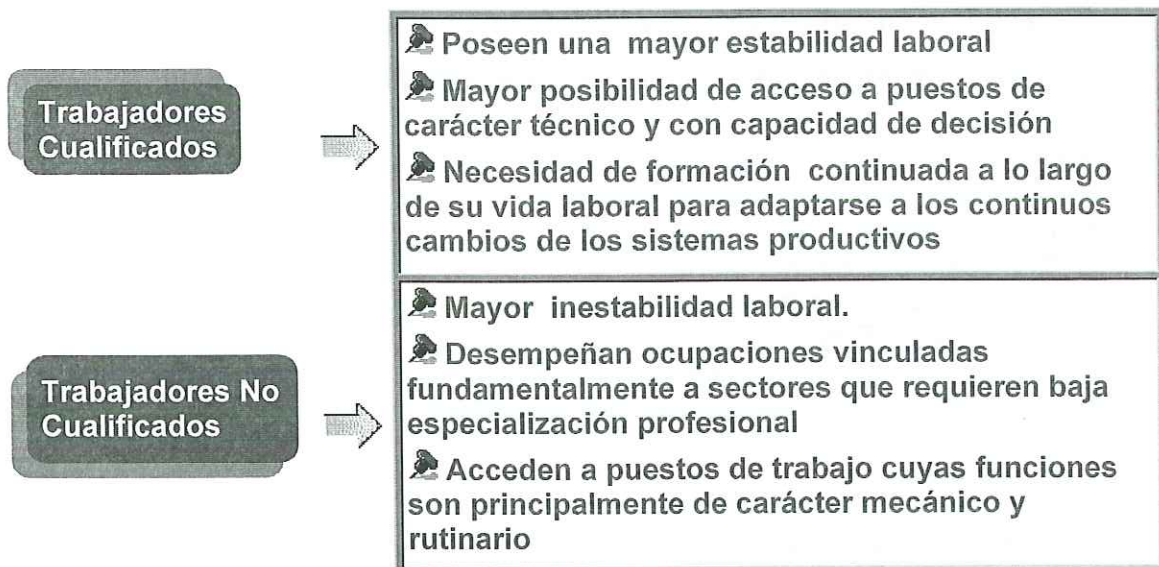 Trabajadores
Cualificados
Poseen una mayor estabilidad laboral
Mayor posibilidad de acceso a puestos de
carácter técnico y con capacidad de decisión
Necesidad de formación continuada a lo largo
de su vida laboral para adaptarse a los continuos
cambios de los sistemas productivos
Trabajadores No
Cualificados
Mayor inestabilidad laboral.
Desempeñan ocupaciones vinculadas
fundamentalmente a sectores que requieren baja
especialización profesional
Acceden a puestos de trabajo cuyas funciones
son principalmente de carácter mecánico y
rutinario